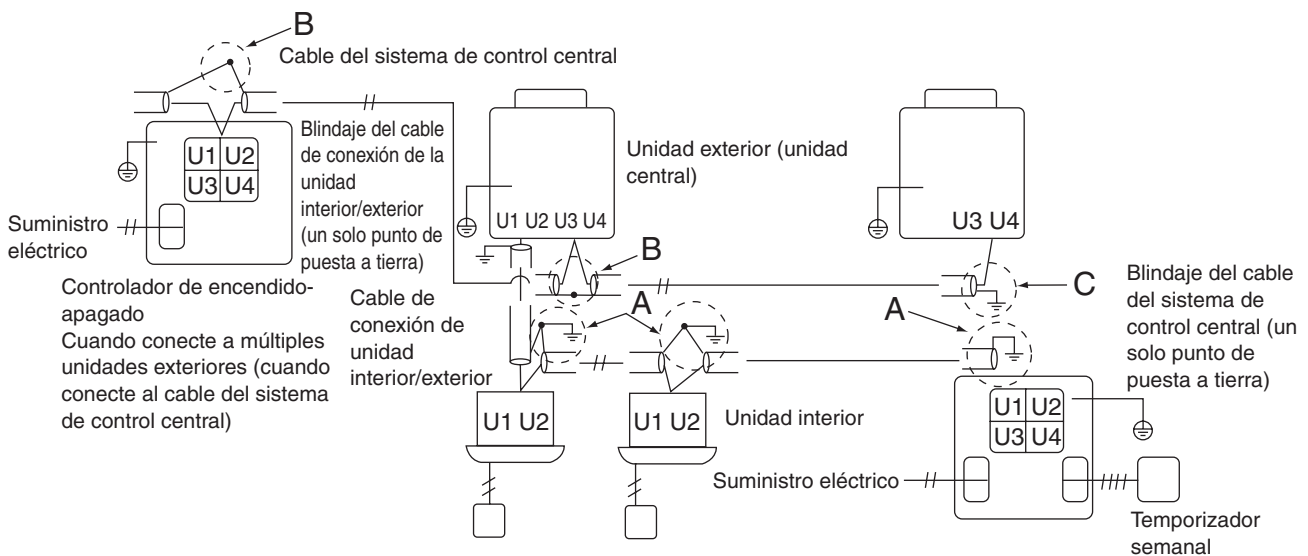 B
Cable del sistema de control central
U1 U2
U3 U4
Suministro
eléctrico
Controlador de encendido-
apagado
Cuando conecte a múltiples
unidades exteriores (cuando
conecte al cable del sistema
de control central)
Blindaje del cable
de conexión de la
unidad
interior/exterior
(un solo punto de
puesta a tierra)
U1 U2 U3 U4
Unidad exterior (unidad
central)
U3 U4
B
C
Cable de
conexión de
unidad
interior/exterior
A
A
Blindaje del cable
del sistema de
control central (un
solo punto de
puesta a tierra)
U1 U2
U1 U2
Unidad interior
U1 U2
U3 U4
Suministro eléctrico
Temporizador
semanal